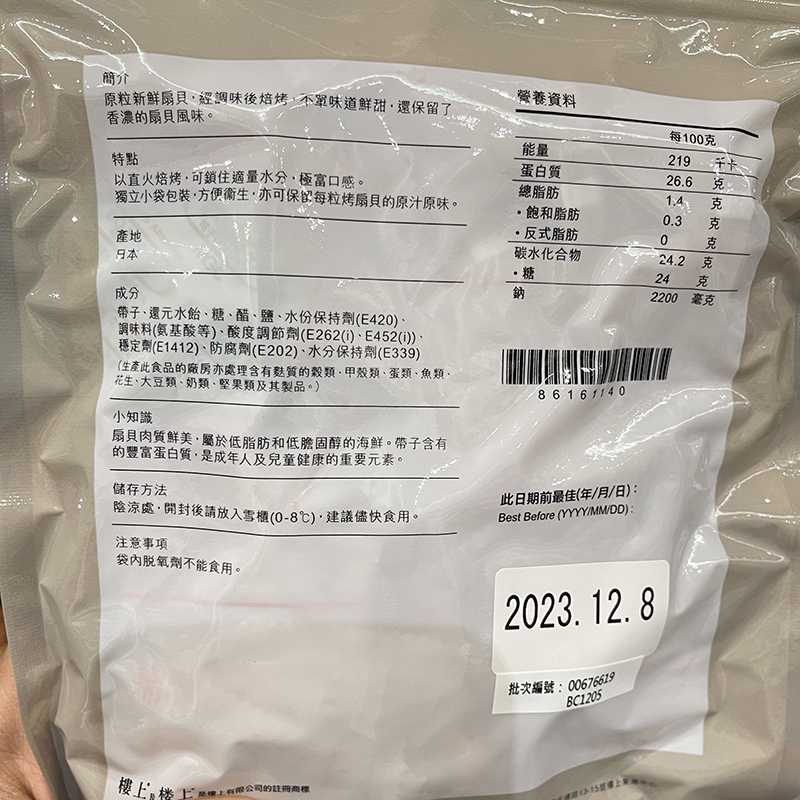 簡介
原粒新鮮扇貝，經調味後焙烤，不單味道鮮甜，還保留了
香濃的扇貝風味。
特點
以直火焙烤，可鎖住適量水分，極富口感。
獨立小袋包裝，方便衞生，亦可保留每粒烤扇貝的原汁原味。
產地
日本
成分
帶子、還元水飴、糖、醋、鹽、水份保持劑(E420)、
調味料(氨基酸等)、酸度調節劑(E262(i)、E452(i))、
穩定劑(E1412)、防腐劑(E202)、水分保持劑(E339)
(生產此食品的廠房亦處理含有麩質的穀類、甲殼類、蛋類、魚類、
花生、大豆類、奶類、堅果類及其製品。)
小知識
扇貝肉質鮮美，屬於低脂肪和低膽固醇的海鮮。帶子含有
的豐富蛋白質，是成年人及兒童健康的重要元素。
儲存方法
陰涼處，開封後請放入雪櫃(0-8℃)，建議儘快食用。
注意事項
袋內脫氧劑不能食用。
樓上 R 楼上 是樓上有限公司的註冊商標
營養資料
每100克
能量 219 千卡
蛋白質 26.6 克
總脂肪 1.4 克
・飽和脂肪 0.3 克
・反式脂肪 0 克
碳水化合物 24.2 克
・糖 24 克
鈉 2200 毫克
86161140
此日期前最佳(年/月/日)：
Best Before (YYYY/MM/DD)：
2023.12.8
批次編號： 00676619
BC1205